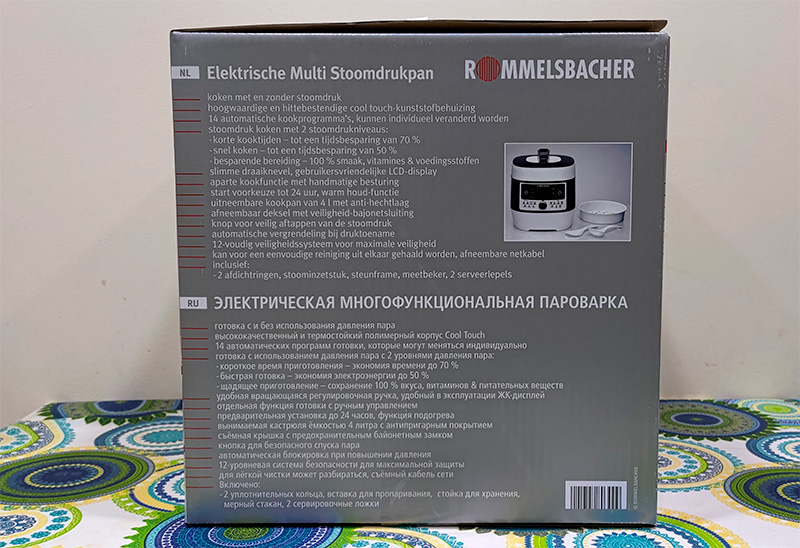 NL Elektrische Multi Stoomdrukpan
ROMMELSBACHER
koken met en zonder stoomdruk
hoogwaardige en hittebestendige cool touch-kunststofbehuizing
14 automatische kookprogramma's, kunnen individueel veranderd worden
stoomdruk koken met 2 stoomdrukniveaus:
- korte kooktijden – tot een tijdsbesparing van 70 %
- snel koken – tot een tijdsbesparing van 50 %
- besparende bereiding – 100 % smaak, vitamines & voedingsstoffen
slimme draaiknevel, gebruikersvriendelijke LCD-display
aparte kookfunctie met handmatige besturing
start voorkeuze tot 24 uur, warm houd-functie
uitneembare kookpan van 4 l met anti-hechtlaag
afneembaar deksel met veiligheid-bajonetsluiting
knop voor veilig aftappen van de stoomdruk
automatische vergrendeling bij druktoename
12-voudig veiligheidssysteem voor maximale veiligheid
kan voor een eenvoudige reiniging uit elkaar gehaald worden, afneembare netkabel
inclusief:
- 2 afdichtringen, stoominzetstuk, steunframe, meetbeker, 2 serveerlepels
RU ЭЛЕКТРИЧЕСКАЯ МНОГОФУНКЦИОНАЛЬНАЯ ПАРОВАРКА
готовка с и без использования давления пара
высококачественный и термостойкий полимерный корпус Cool Touch
14 автоматических программ готовки, которые могут меняться индивидуально
готовка с использованием давления пара с 2 уровнями давления пара:
- короткое время приготовления – экономия времени до 70 %
- быстрая готовка – экономия электроэнергии до 50 %
- щадящее приготовление – сохранение 100 % вкуса, витаминов & питательных веществ
удобная вращающаяся регулировочная ручка, удобный в эксплуатации ЖК-дисплей
отдельная функция готовки с ручным управлением
предварительная установка до 24 часов, функция подогрева
вынимаемая кастрюля ёмкостью 4 литра с антипригарным покрытием
съёмная крышка с предохранительным байонетным замком
кнопка для безопасного спуска пара
автоматическая блокировка при повышении давления
12-уровневая система безопасности для максимальной защиты
для лёгкой чистки может разбираться, съёмный кабель сети
Включено:
- 2 уплотнительных кольца, вставка для пропаривания, стойка для хранения,
мерный стакан, 2 сервировочные ложки